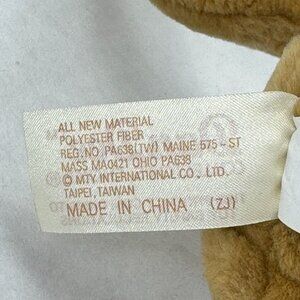 ALL NEW MATERIAL
POLYESTER FIBER
REG. NO. PA638(TW) MAINE 575-ST
MASS MA0421 OHIO PA638
© MTY INTERNATIONAL CO., LTD.
TAIPEI, TAIWAN
MADE IN CHINA (ZJ)